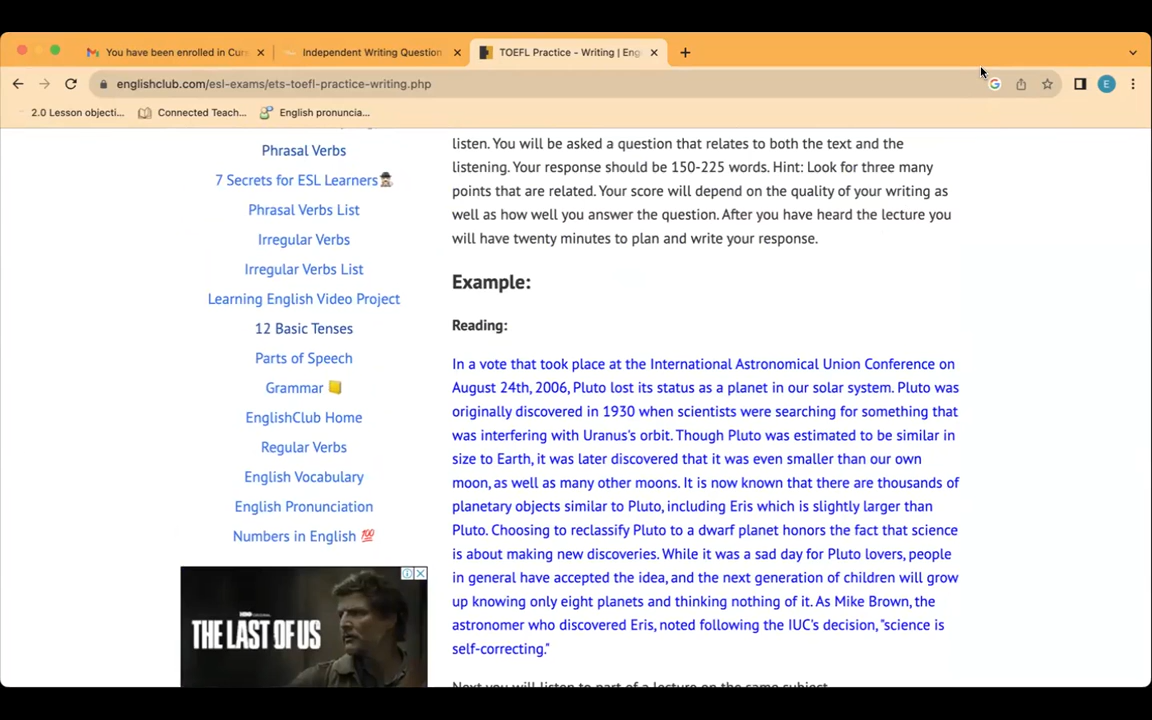 You have been enrolled in Cur
Independent Writing Question
TOEFL Practice - Writing | Eng
englishclub.com/esl-exams/ets-toefl-practice-writing.php
E
2.0 Lesson objecti...
Connected Teach...
English pronuncia...
Phrasal Verbs
7 Secrets for ESL Learners
Phrasal Verbs List
Irregular Verbs
Irregular Verbs List
Learning English Video Project
12 Basic Tenses
Parts of Speech
Grammar
EnglishClub Home
Regular Verbs
English Vocabulary
English Pronunciation
Numbers in English 💯
HBO ORIGINAL
THE LAST OF US
listen. You will be asked a question that relates to both the text and the
listening. Your response should be 150-225 words. Hint: Look for three many
points that are related. Your score will depend on the quality of your writing as
well as how well you answer the question. After you have heard the lecture you
will have twenty minutes to plan and write your response.
Example:
Reading:
In a vote that took place at the International Astronomical Union Conference on
August 24th, 2006, Pluto lost its status as a planet in our solar system. Pluto was
originally discovered in 1930 when scientists were searching for something that
was interfering with Uranus's orbit. Though Pluto was estimated to be similar in
size to Earth, it was later discovered that it was even smaller than our own
moon, as well as many other moons. It is now known that there are thousands of
planetary objects similar to Pluto, including Eris which is slightly larger than
Pluto. Choosing to reclassify Pluto to a dwarf planet honors the fact that science
is about making new discoveries. While it was a sad day for Pluto lovers, people
in general have accepted the idea, and the next generation of children will grow
up knowing only eight planets and thinking nothing of it. As Mike Brown, the
astronomer who discovered Eris, noted following the IUC's decision, "science is
self-correcting."
Next you will listen to part of a lecture on the same subject.